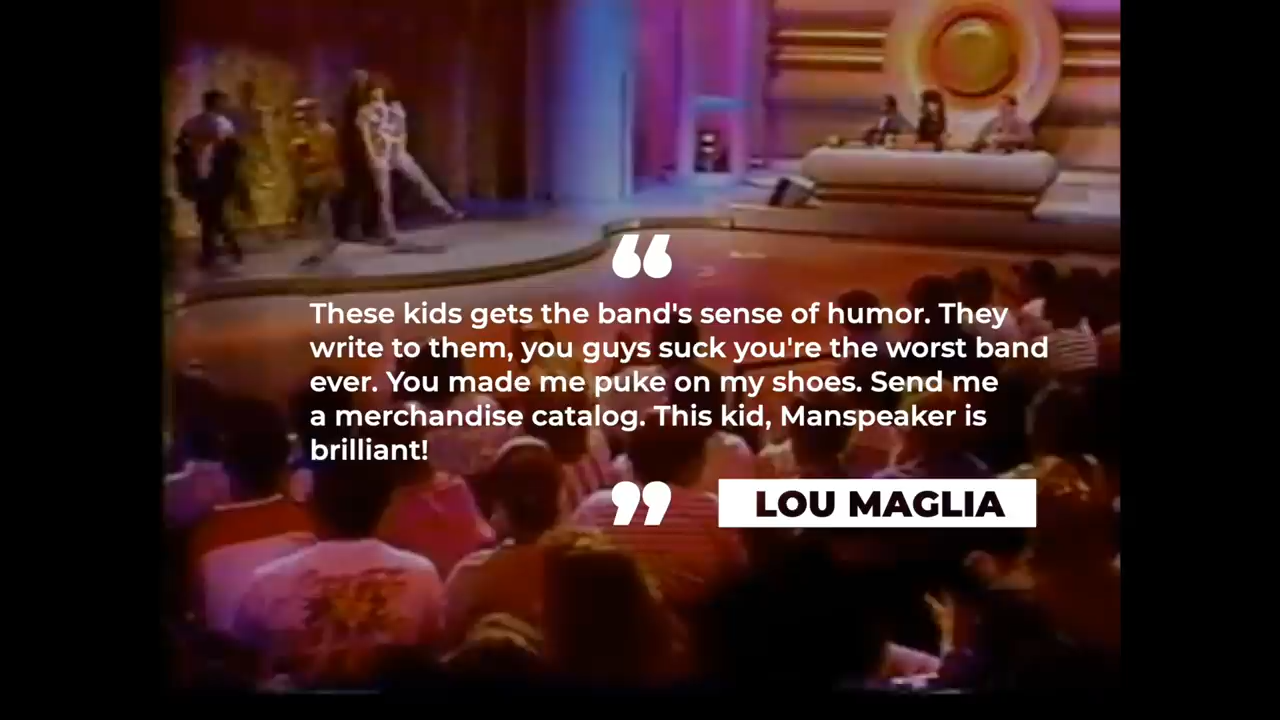 “
These kids gets the band's sense of humor. They
write to them, you guys suck you're the worst band
ever. You made me puke on my shoes. Send me
a merchandise catalog. This kid, Manspeaker is
brilliant!
”
LOU MAGLIA